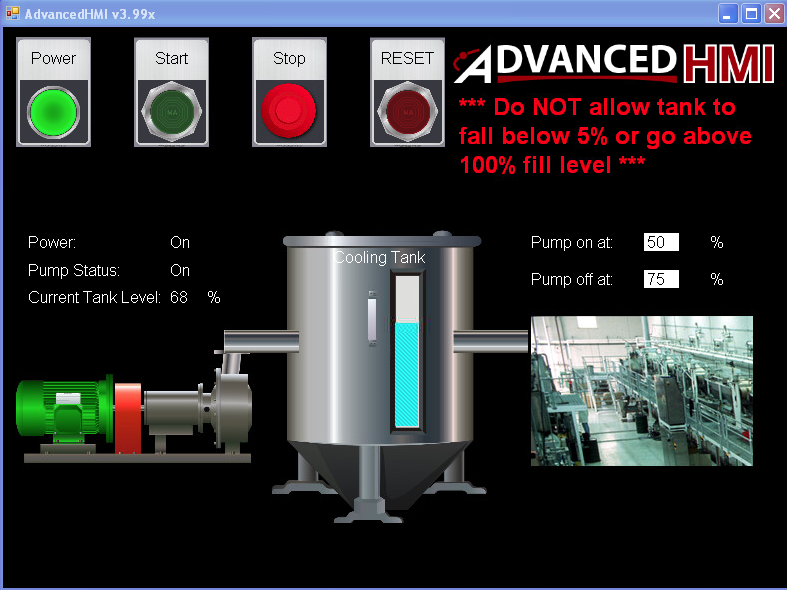 AdvancedHMI v3.99x
Power
Start
Stop
RESET
ADVANCEDHMI
*** Do NOT allow tank to
fall below 5% or go above
100% fill level ***
Power: On
Pump Status: On
Current Tank Level: 68 %
Cooling Tank
Pump on at: 50 %
Pump off at: 75 %